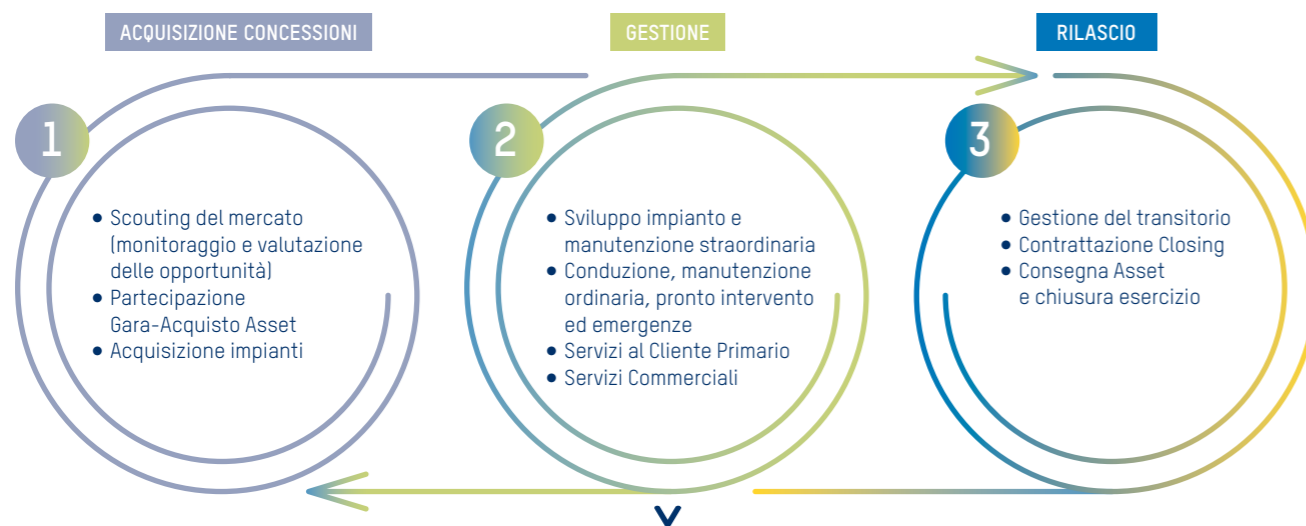 ACQUISIZIONE CONCESSIONI
GESTIONE
RILASCIO
1
• Scouting del mercato
(monitoraggio e valutazione
delle opportunità)
• Partecipazione
Gara-Acquisto Asset
• Acquisizione impianti
2
• Sviluppo impianto e
manutenzione straordinaria
• Conduzione, manutenzione
ordinaria, pronto intervento
ed emergenze
• Servizi al Cliente Primario
• Servizi Commerciali
3
• Gestione del transitorio
• Contrattazione Closing
• Consegna Asset
e chiusura esercizio